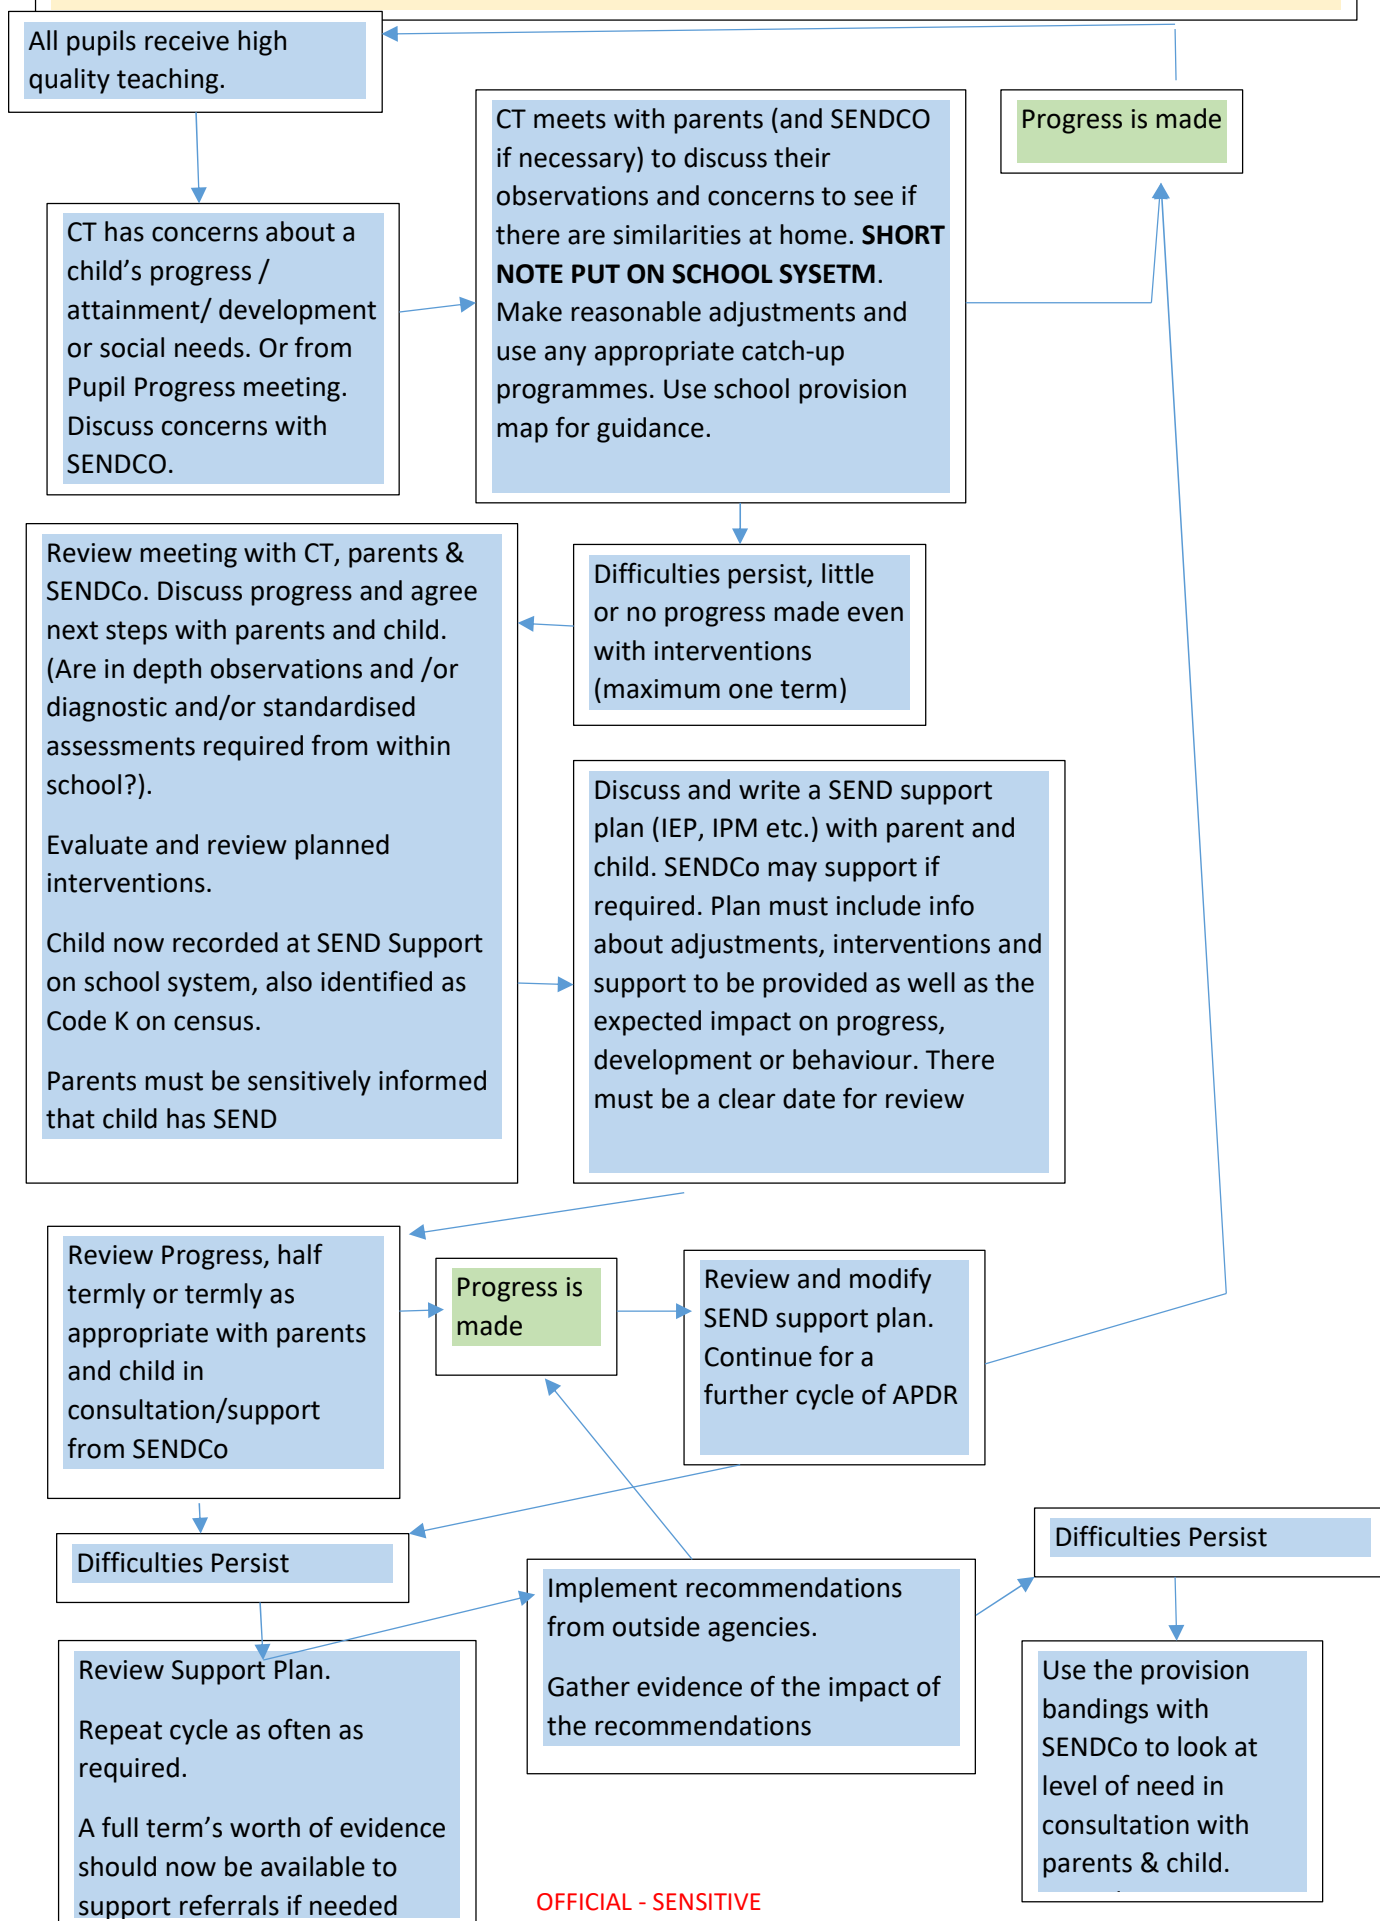 All pupils receive high
quality teaching.
CT has concerns about a
child’s progress /
attainment/ development
or social needs. Or from
Pupil Progress meeting.
Discuss concerns with
SENDCO.
CT meets with parents (and SENDCO
if necessary) to discuss their
observations and concerns to see if
there are similarities at home. SHORT
NOTE PUT ON SCHOOL SYSETM.
Make reasonable adjustments and
use any appropriate catch-up
programmes. Use school provision
map for guidance.
Progress is made
Difficulties persist, little
or no progress made even
with interventions
(maximum one term)
Review meeting with CT, parents &
SENDCo. Discuss progress and agree
next steps with parents and child.
(Are in depth observations and /or
diagnostic and/or standardised
assessments required from within
school?).
Evaluate and review planned
interventions.
Child now recorded at SEND Support
on school system, also identified as
Code K on census.
Parents must be sensitively informed
that child has SEND
Discuss and write a SEND support
plan (IEP, IPM etc.) with parent and
child. SENDCo may support if
required. Plan must include info
about adjustments, interventions and
support to be provided as well as the
expected impact on progress,
development or behaviour. There
must be a clear date for review
Review Progress, half
termly or termly as
appropriate with parents
and child in
consultation/support
from SENDCo
Progress is
made
Review and modify
SEND support plan.
Continue for a
further cycle of APDR
Difficulties Persist
Review Support Plan.
Repeat cycle as often as
required.
A full term’s worth of evidence
should now be available to
support referrals if needed
Implement recommendations
from outside agencies.
Gather evidence of the impact of
the recommendations
Difficulties Persist
Use the provision
bandings with
SENDCo to look at
level of need in
consultation with
parents & child.
OFFICIAL - SENSITIVE